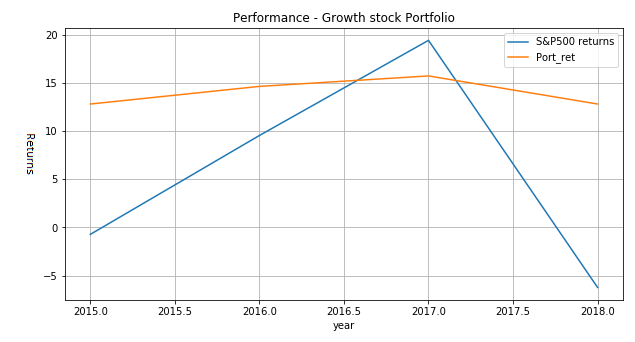 Performance - Growth stock Portfolio
S&P500 returns
Port_ret
20
15
10
5
0
−5
Returns
2015.0 2015.5 2016.0 2016.5 2017.0 2017.5 2018.0
year